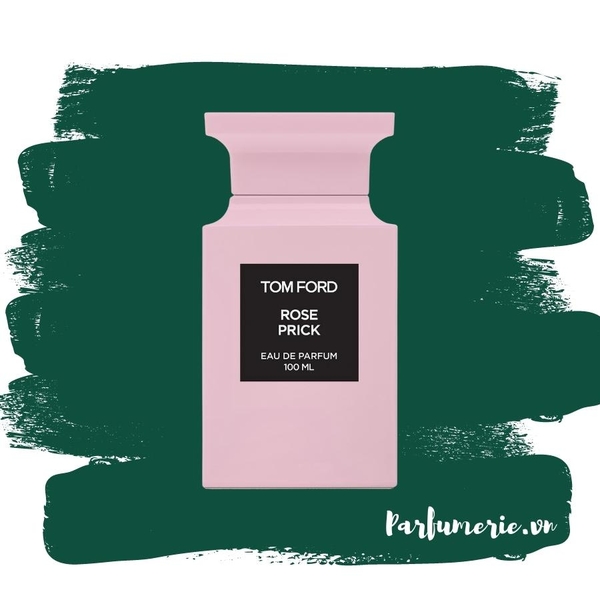 TOM FORD
ROSE
PRICK
EAU DE PARFUM
100 ML
Parfumerie.vn